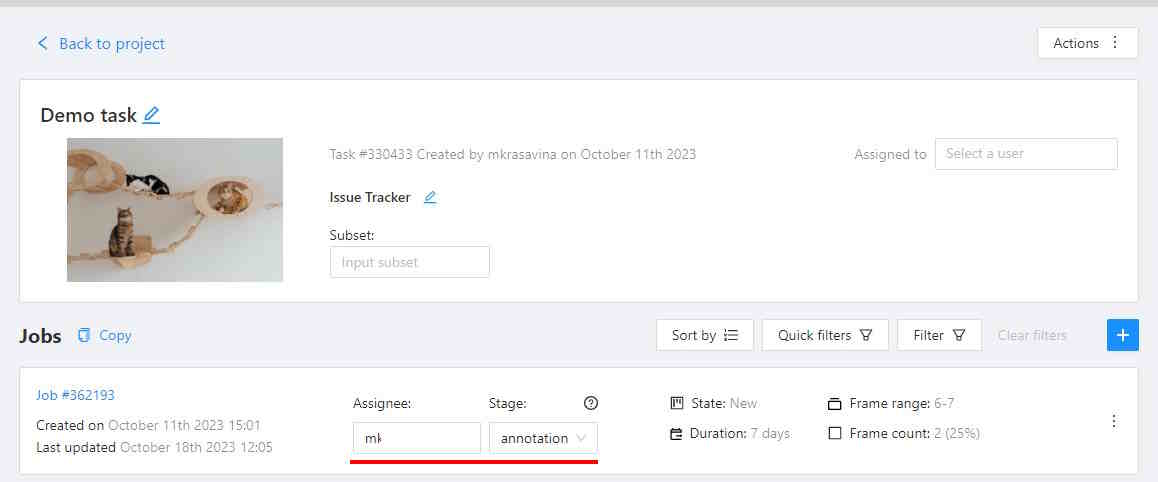 Back to project
Actions
Demo task
Task #330433 Created by mkrasavina on October 11th 2023
Assigned to Select a user
Issue Tracker
Subset:
Input subset
Jobs Copy Sort by Quick filters Filter Clear filters +
Job #362193
Created on October 11th 2023 15:01
Last updated October 18th 2023 12:05
Assignee: Stage:
mk annotation
State: New Frame range: 6-7
Duration: 7 days Frame count: 2 (25%)